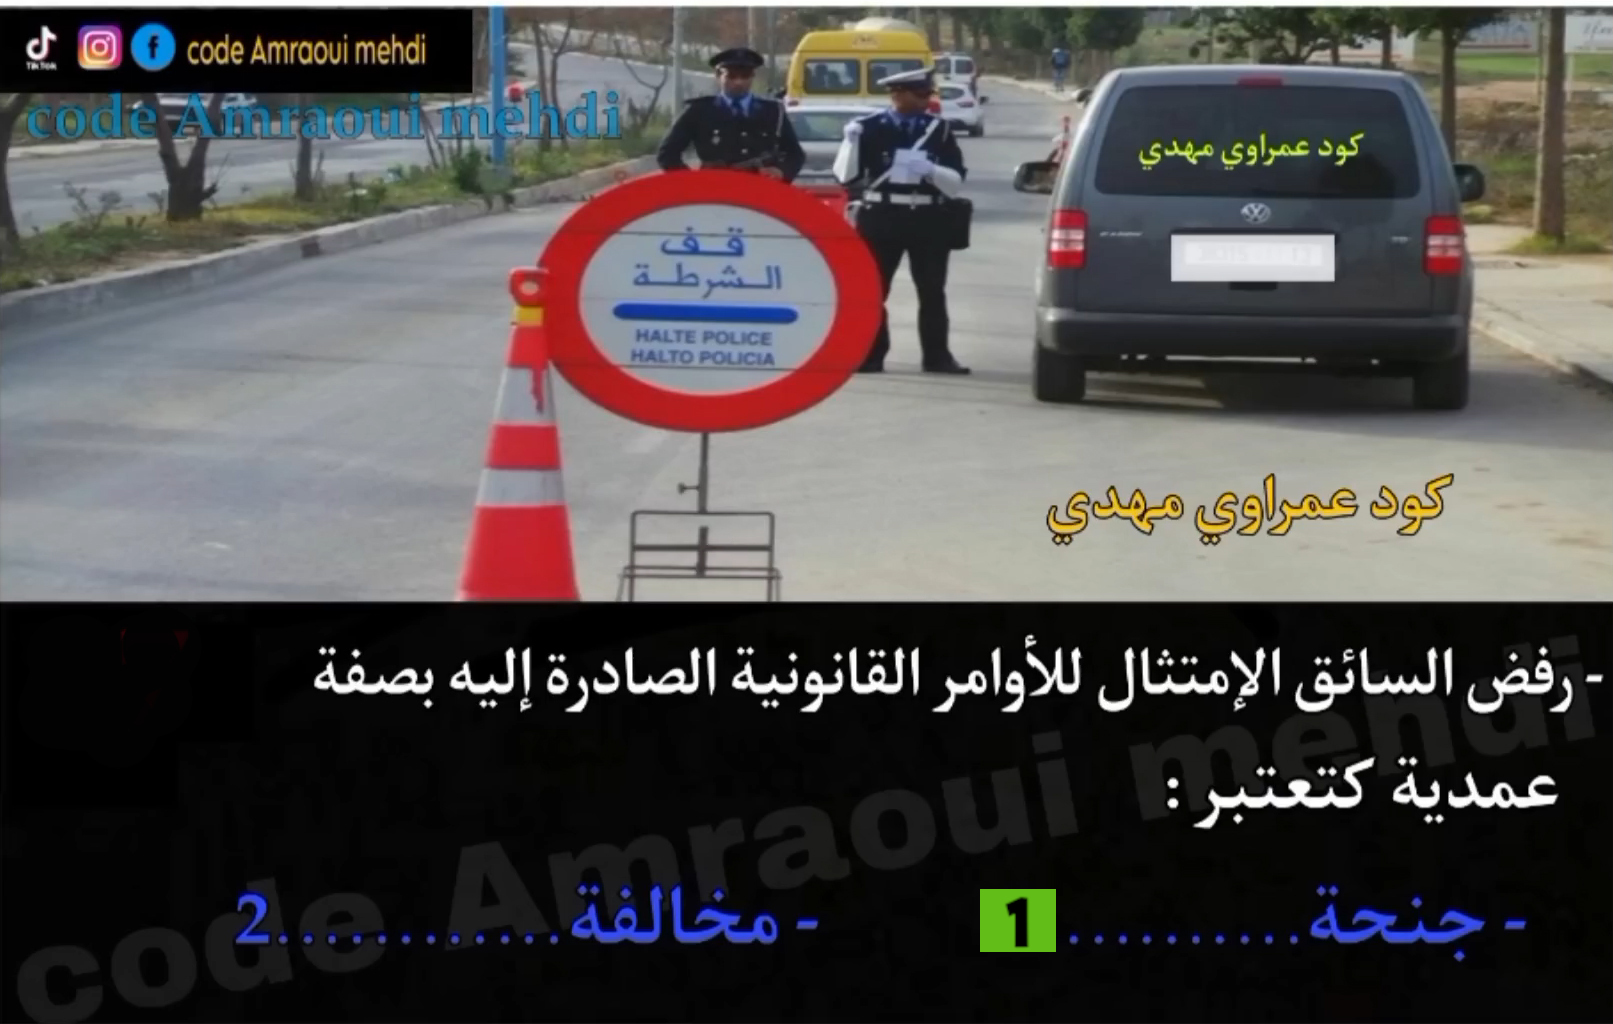 code Amraoui mehdi
code Amraoui mehdi
كود عمراوي مهدي
قف
الشرطة
HALTE POLICE
HALTO POLICIA
كود عمراوي مهدي
- رفض السائق الإمتثال للأوامر القانونية الصادرة إليه بصفة
عمدية كتعتبر :
- جنحة..........1
- مخالفة............2
code Amraoui mehdi